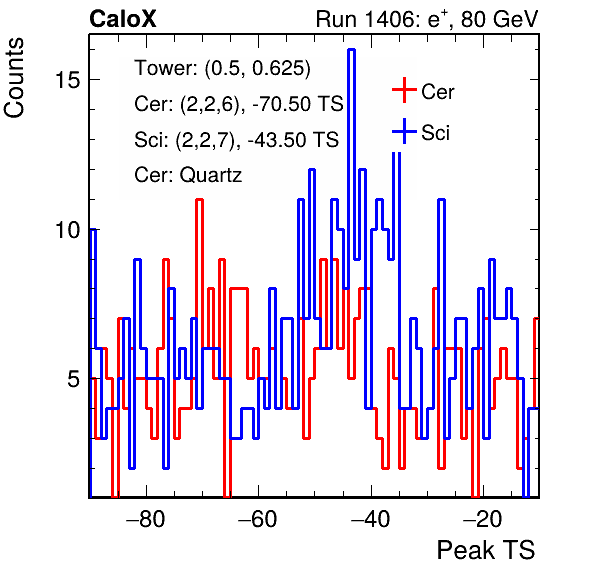 CaloX Run 1406: e⁺, 80 GeV
Counts
Tower: (0.5, 0.625)
Cer: (2,2,6), -70.50 TS
Sci: (2,2,7), -43.50 TS
Cer: Quartz
Cer
Sci
15
10
5
−80 −60 −40 −20
Peak TS